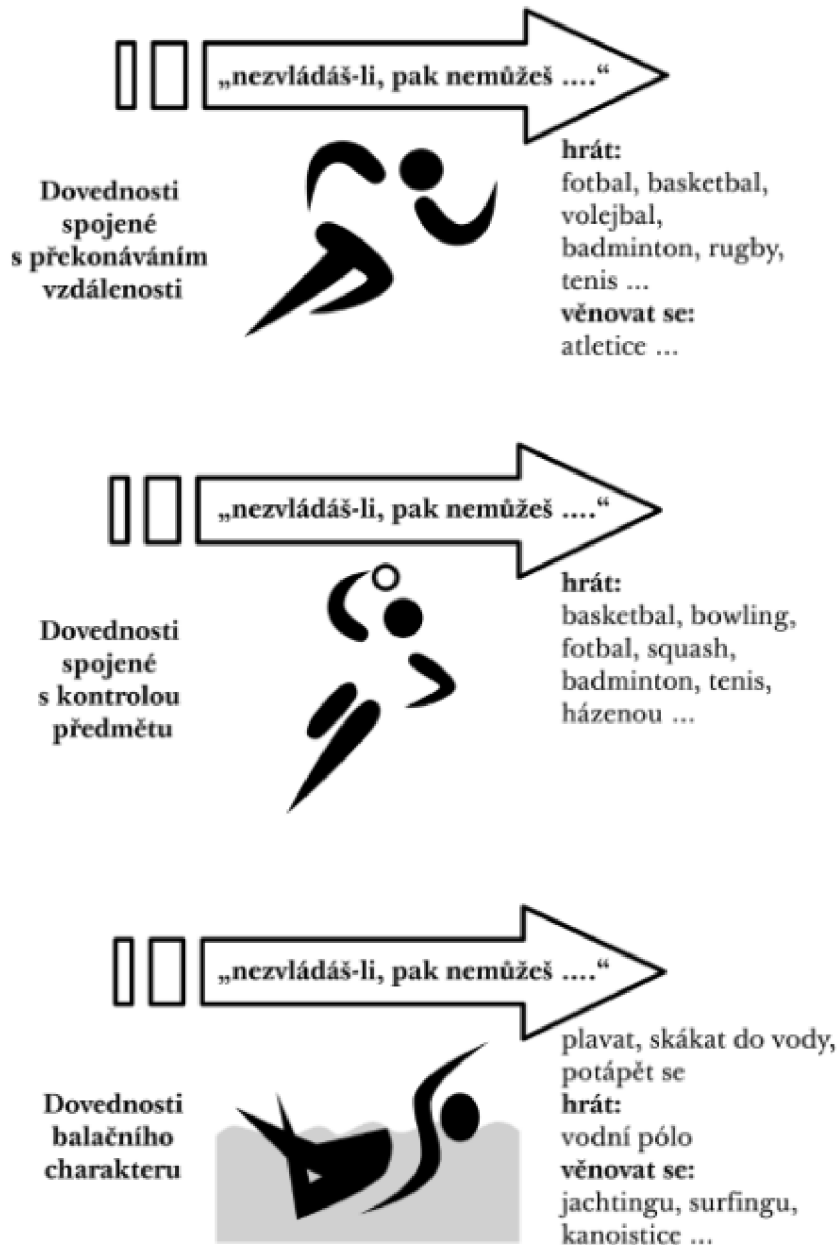 „nezvládáš-li, pak nemůžeš ....“
Dovednosti
spojené
s překonáváním
vzdálenosti
hrát:
fotbal, basketbal,
volejbal,
badminton, rugby,
tenis ...
věnovat se:
atletice ...
„nezvládáš-li, pak nemůžeš ....“
Dovednosti
spojené
s kontrolou
předmětu
hrát:
basketbal, bowling,
fotbal, squash,
badminton, tenis,
házenou ...
„nezvládáš-li, pak nemůžeš ....“
Dovednosti
balačního
charakteru
plavat, skákat do vody,
potápět se
hrát:
vodní pólo
věnovat se:
jachtingu, surfingu,
kanoistice ...